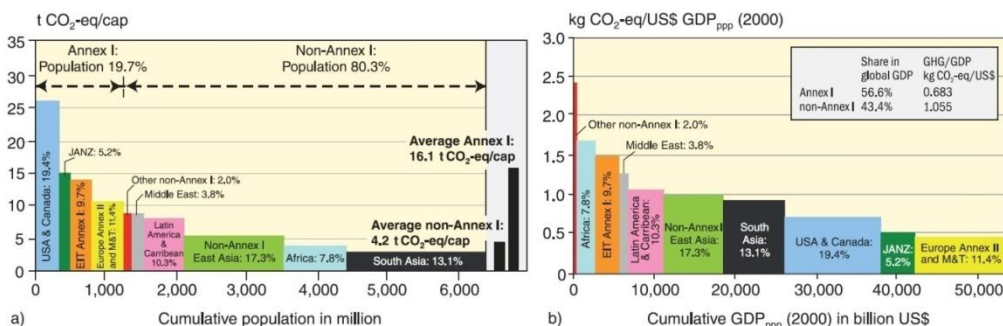 t CO₂-eq/cap
35
30
25
20
15
10
5
0
Annex I:
Population 19.7%
Non-Annex I:
Population 80.3%
USA & Canada: 19.4%
JANZ: 5.2%
EIT Annex I: 9.7%
Europe Annex II
and M&T: 11.4%
Other non-Annex I: 2.0%
Middle East: 3.8%
Latin
America
&
Carribean
10.3%
Non-Annex I
East Asia: 17.3%
Africa: 7.8%
South Asia: 13.1%
Average Annex I:
16.1 t CO₂-eq/cap
Average non-Annex I:
4.2 t CO₂-eq/cap
0
1,000
2,000
3,000
4,000
5,000
6,000
a)
Cumulative population in million
kg CO₂-eq/US$ GDPppp (2000)
3.0
2.5
2.0
1.5
1.0
0.5
0
Share in
global GDP
GHG/GDP
kg CO₂-eq/US$
Annex I 56.6% 0.683
non-Annex I 43.4% 1.055
Other non-Annex I: 2.0%
Middle East: 3.8%
Africa: 7.8%
EIT Annex I: 9.7%
Latin America
& Carribean:
10.3%
Non-Annex I
East Asia:
17.3%
South
Asia:
13.1%
USA & Canada:
19.4%
JANZ:
5.2%
Europe Annex II
and M&T: 11.4%
0
10,000
20,000
30,000
40,000
50,000
b)
Cumulative GDPppp (2000) in billion US$